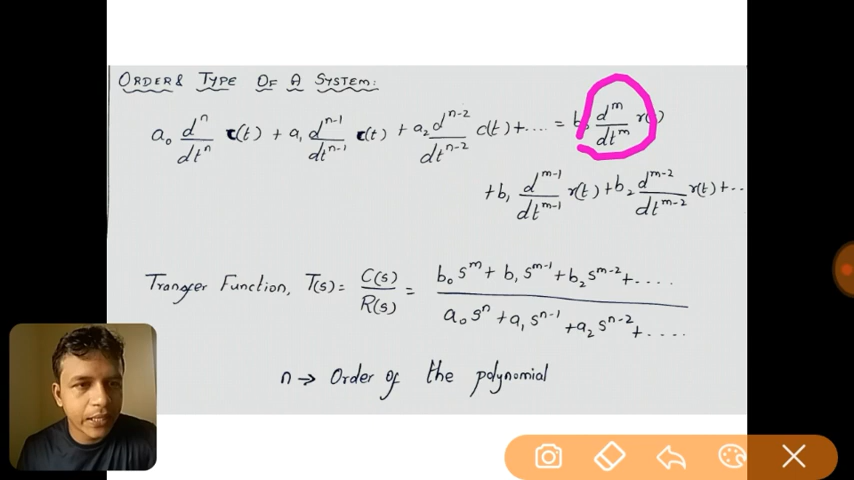 ORDER & TYPE OF A SYSTEM:
a₀ dⁿ/dtⁿ c(t) + a₁ dⁿ⁻¹/dtⁿ⁻¹ c(t) + a₂ dⁿ⁻²/dtⁿ⁻² c(t) + .... = b₀ dᵐ/dtᵐ r(t)
+ b₁ dᵐ⁻¹/dtᵐ⁻¹ r(t) + b₂ dᵐ⁻²/dtᵐ⁻² r(t) + ..
Transfer Function, T(s) = C(s)/R(s) = (b₀ sᵐ + b₁ sᵐ⁻¹ + b₂ sᵐ⁻² + ....)/(a₀ sⁿ + a₁ sⁿ⁻¹ + a₂ sⁿ⁻² + ....)
n → Order of the polynomial